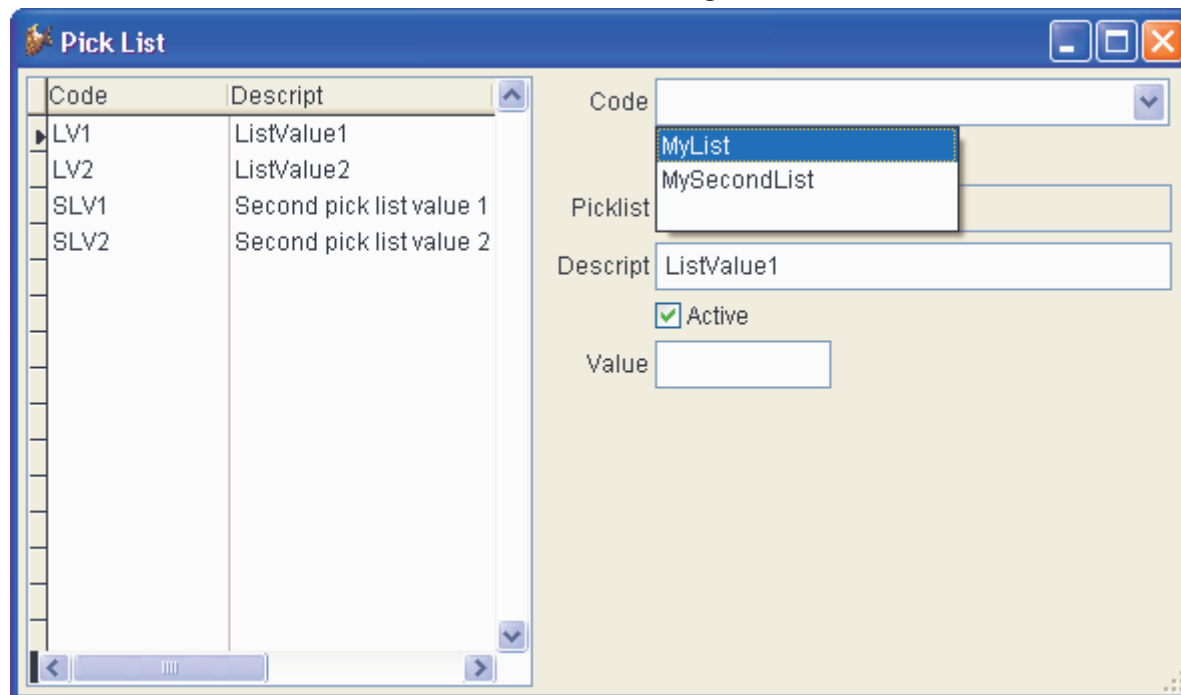 Pick List
Code Descript
LV1 ListValue1
LV2 ListValue2
SLV1 Second pick list value 1
SLV2 Second pick list value 2
Code
MyList
MySecondList
Picklist
Descript ListValue1
Active
Value